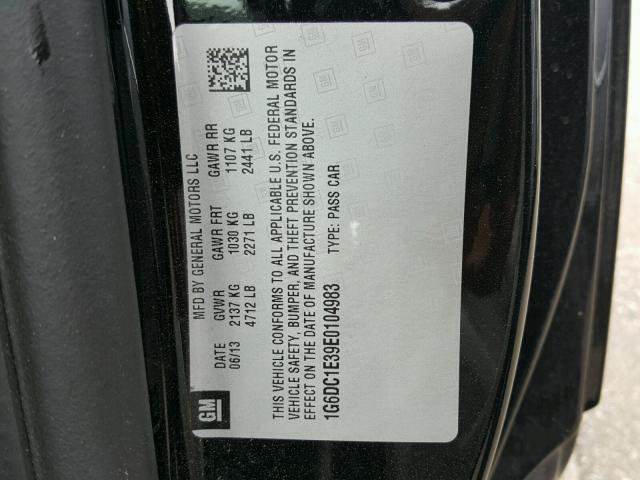 GM
MFD BY GENERAL MOTORS LLC
DATE GVWR GAWR FRT GAWR RR
06/13 2137 KG 1030 KG 1107 KG
4712 LB 2271 LB 2441 LB
THIS VEHICLE CONFORMS TO ALL APPLICABLE U.S. FEDERAL MOTOR
VEHICLE SAFETY, BUMPER, AND THEFT PREVENTION STANDARDS IN
EFFECT ON THE DATE OF MANUFACTURE SHOWN ABOVE.
1G6DC1E39E0104983 TYPE: PASS CAR